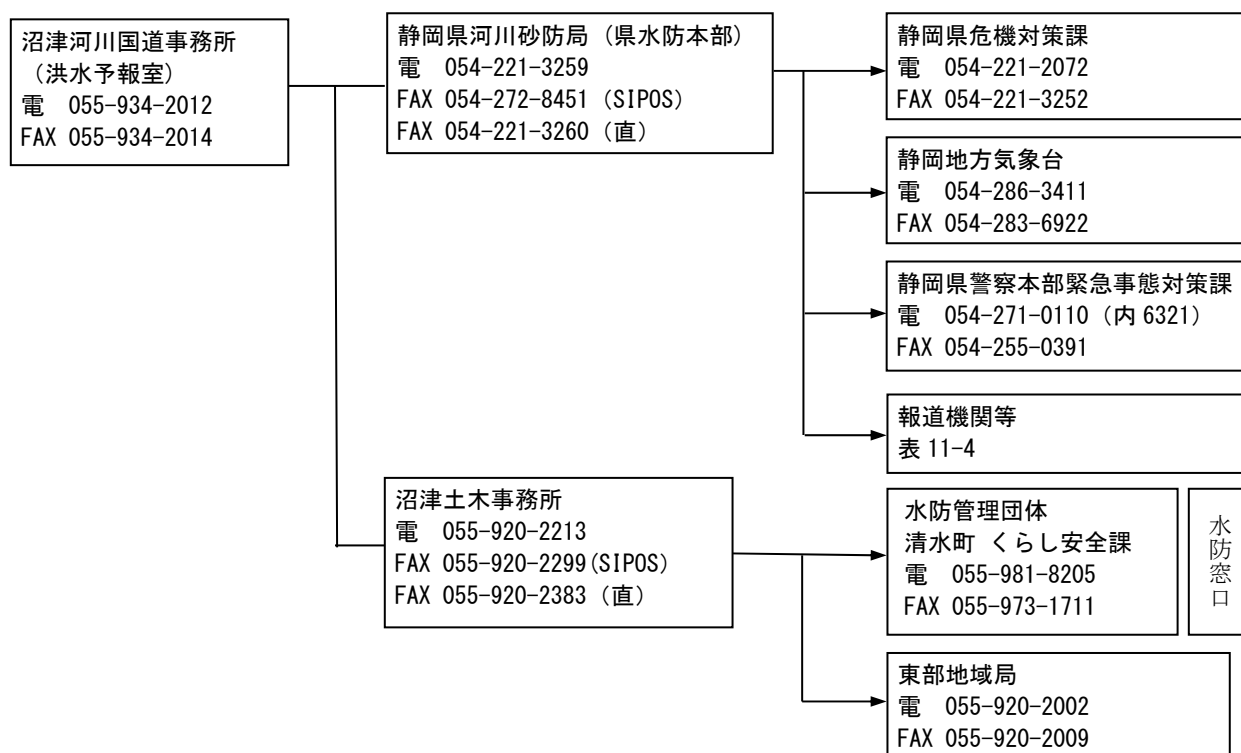 沼津河川国道事務所
（洪水予報室）
電　055-934-2012
FAX 055-934-2014
静岡県河川砂防局（県水防本部）
電　054-221-3259
FAX 054-272-8451（SIPOS）
FAX 054-221-3260（直）
静岡県危機対策課
電　054-221-2072
FAX 054-221-3252
静岡地方気象台
電　054-286-3411
FAX 054-283-6922
静岡県警察本部緊急事態対策課
電　054-271-0110（内 6321）
FAX 054-255-0391
報道機関等
表 11-4
沼津土木事務所
電　055-920-2213
FAX 055-920-2299(SIPOS)
FAX 055-920-2383（直）
水防管理団体
清水町 くらし安全課
電　055-981-8205
FAX 055-973-1711
水防窓口
東部地域局
電　055-920-2002
FAX 055-920-2009